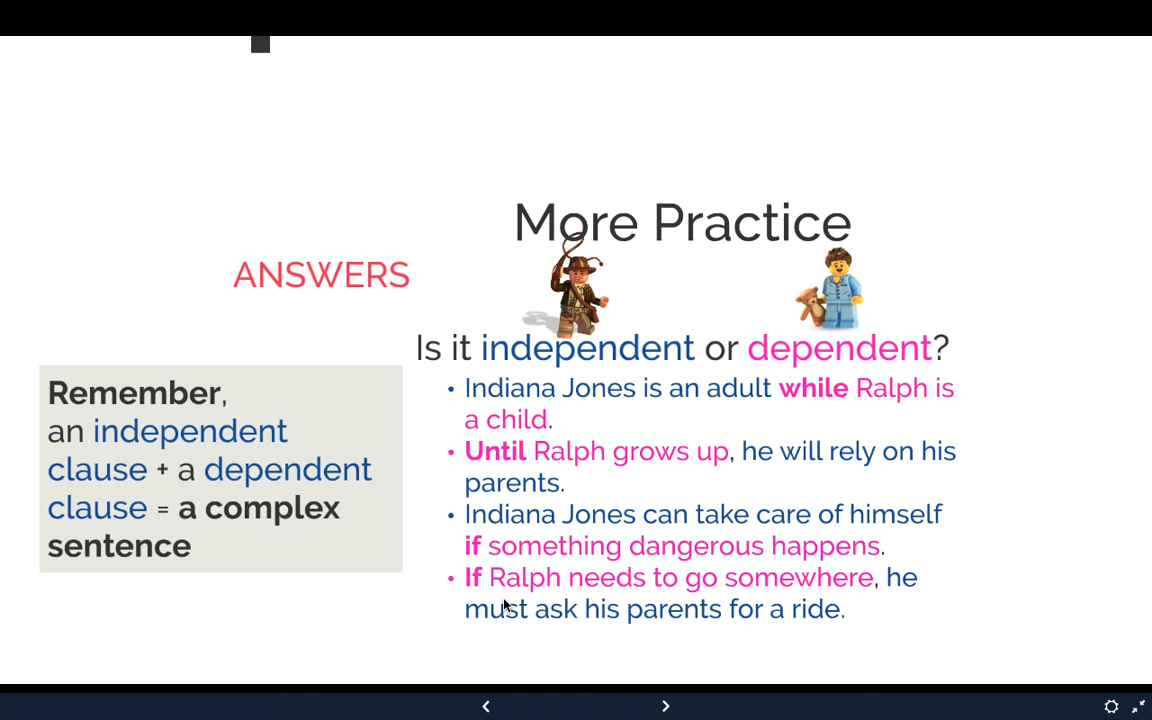 More Practice
ANSWERS
Is it independent or dependent?
Remember,
an independent
clause + a dependent
clause = a complex
sentence
• Indiana Jones is an adult while Ralph is
a child.
• Until Ralph grows up, he will rely on his
parents.
• Indiana Jones can take care of himself
if something dangerous happens.
• If Ralph needs to go somewhere, he
must ask his parents for a ride.